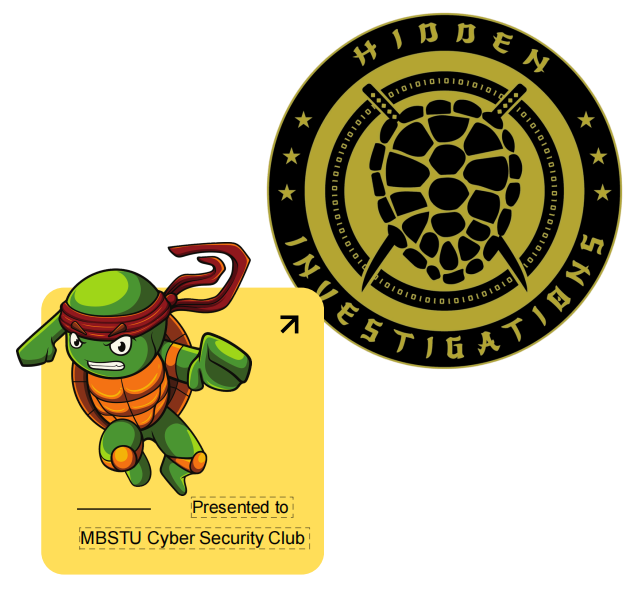 HIDDEN
INVESTIGATIONS
Presented to
MBSTU Cyber Security Club